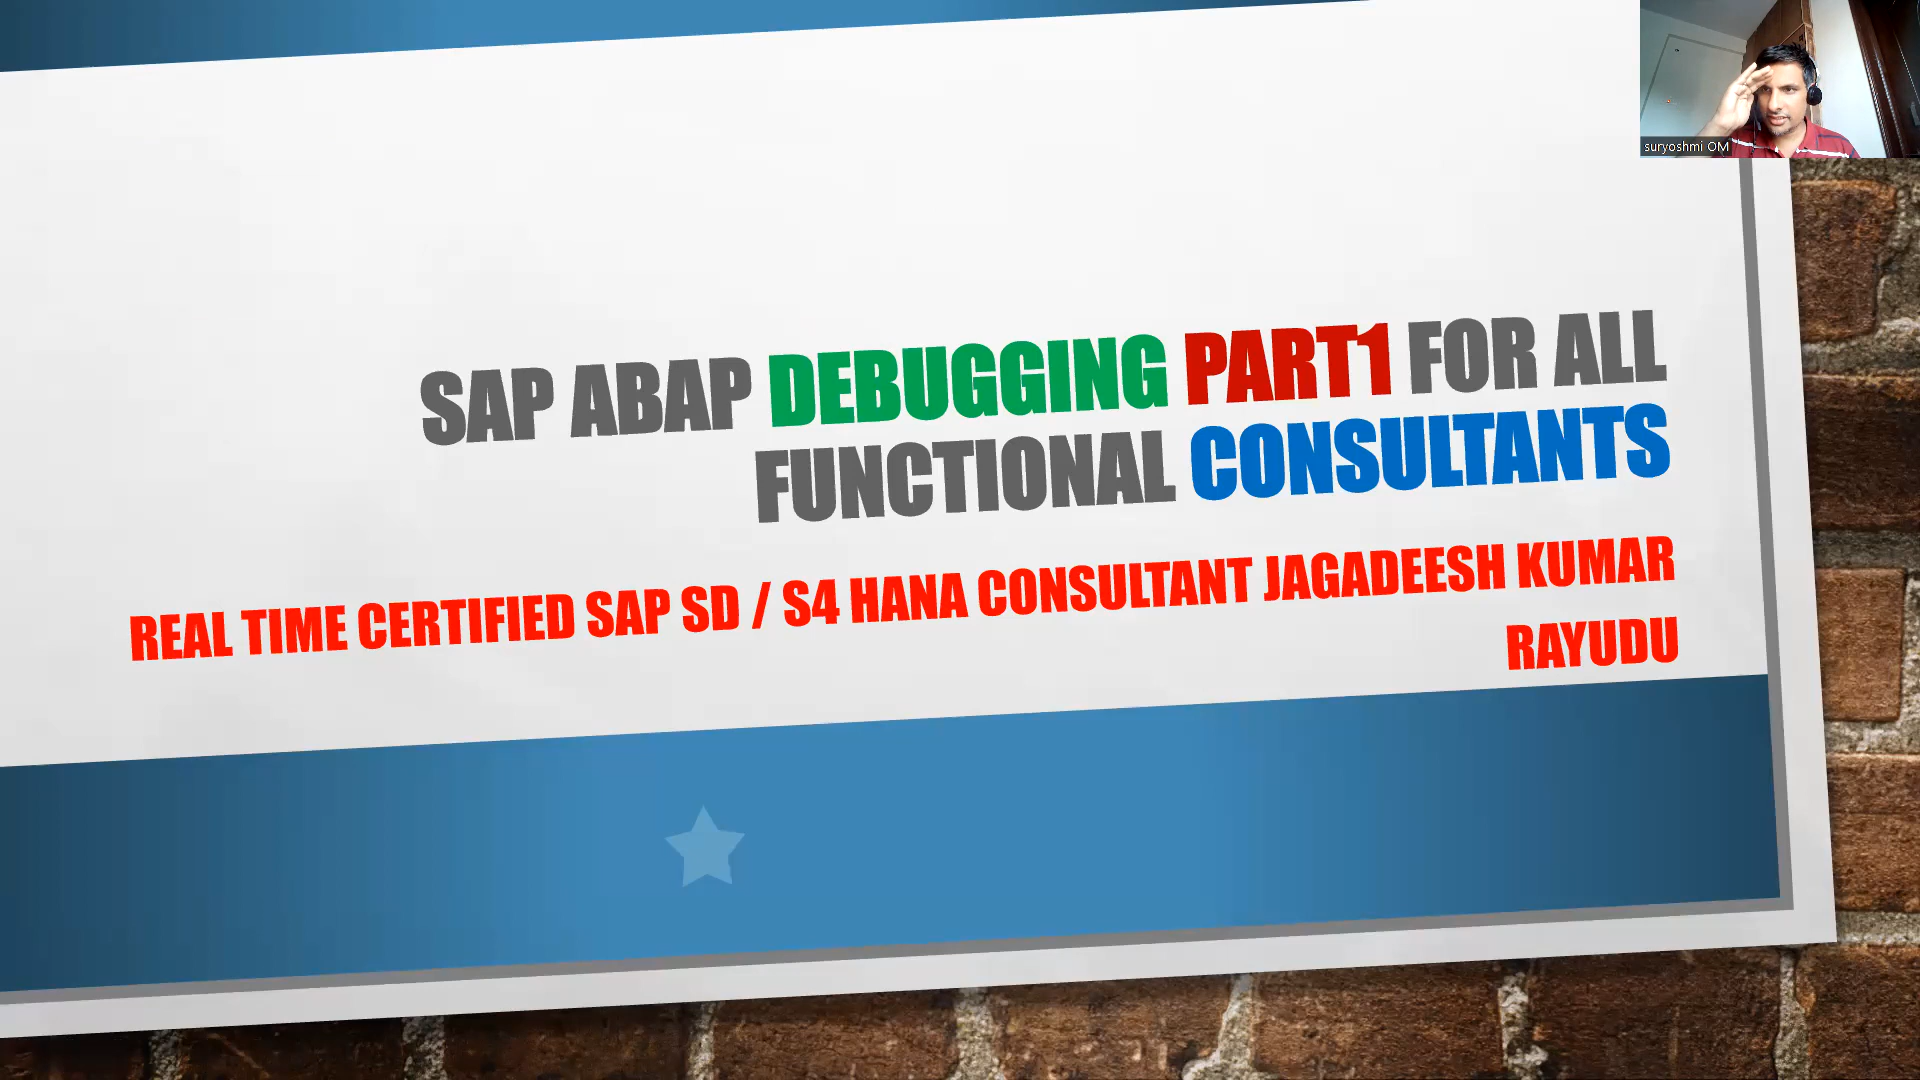 suryoshmi OM
SAP ABAP DEBUGGING PART1 FOR ALL
FUNCTIONAL CONSULTANTS
REAL TIME CERTIFIED SAP SD / S4 HANA CONSULTANT JAGADEESH KUMAR
RAYUDU